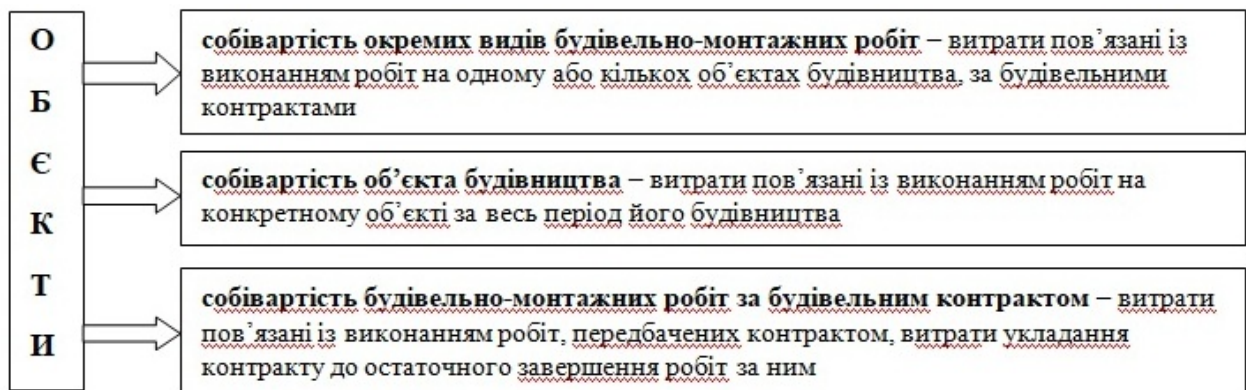 О
Б
Є
К
Т
И
собівартість окремих видів будівельно-монтажних робіт – витрати пов’язані із
виконанням робіт на одному або кількох об’єктах будівництва, за будівельними
контрактами
собівартість об’єкта будівництва – витрати пов’язані із виконанням робіт на
конкретному об’єкті за весь період його будівництва
собівартість будівельно-монтажних робіт за будівельним контрактом – витрати
пов’язані із виконанням робіт, передбачених контрактом, витрати укладання
контракту до остаточного завершення робіт за ним